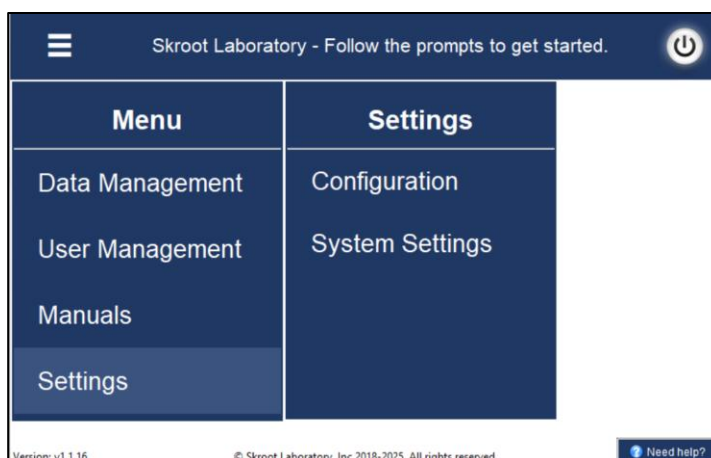 Skroot Laboratory - Follow the prompts to get started.
Menu
Data Management
User Management
Manuals
Settings
Settings
Configuration
System Settings
Version: v1.1.16
© Skroot Laboratory, Inc 2018-2025. All rights reserved.
Need help?